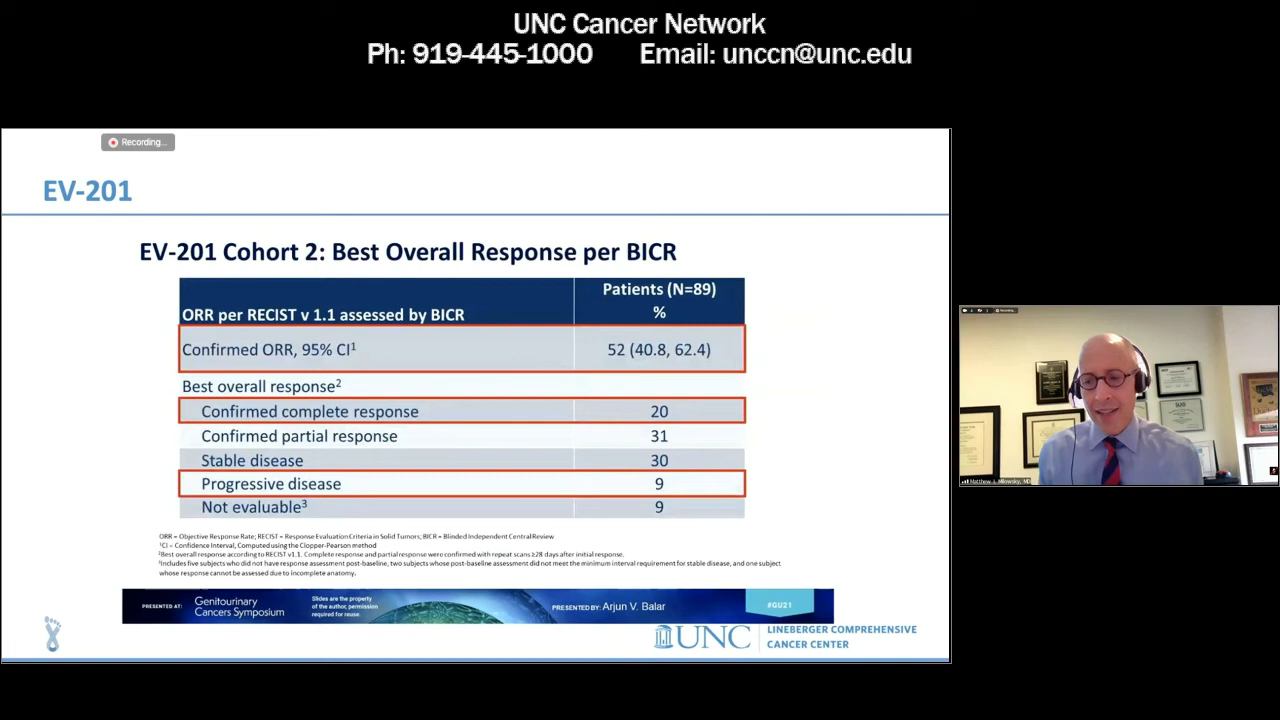 UNC Cancer Network
Ph: 919-445-1000 Email: unccn@unc.edu
Recording...
EV-201
EV-201 Cohort 2: Best Overall Response per BICR
Patients (N=89)
ORR per RECIST v 1.1 assessed by BICR %
Confirmed ORR, 95% CI¹ 52 (40.8, 62.4)
Best overall response²
Confirmed complete response 20
Confirmed partial response 31
Stable disease 30
Progressive disease 9
Not evaluable³ 9
ORR = Objective Response Rate; RECIST = Response Evaluation Criteria in Solid Tumors; BICR = Blinded Independent Central Review
¹CI = Confidence Interval, Computed using the Clopper-Pearson method
²Best overall response according to RECIST v1.1. Complete response and partial response were confirmed with repeat scans ≥28 days after initial response.
³Includes five subjects who did not have response assessment post-baseline, two subjects whose post-baseline assessment did not meet the minimum interval requirement for stable disease, and one subject
whose response cannot be assessed due to incomplete anatomy.
PRESENTED AT: Genitourinary Cancers Symposium
Slides are the property
of the author, permission
required for reuse.
PRESENTED BY: Arjun V. Balar
#GU21
UNC LINEBERGER COMPREHENSIVE
CANCER CENTER
Matthew I. Milowsky, MD